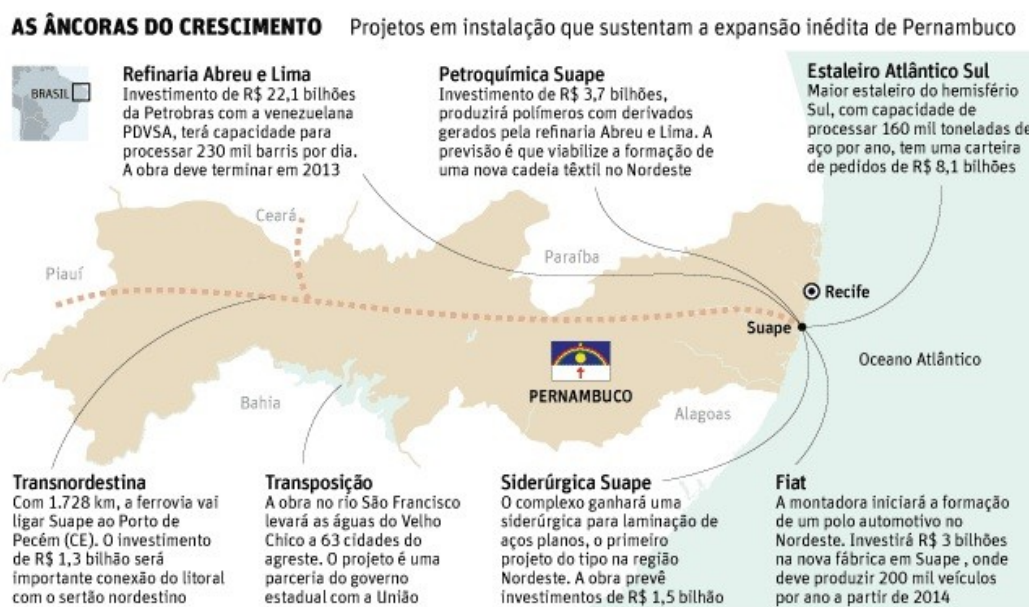 AS ÂNCORAS DO CRESCIMENTO Projetos em instalação que sustentam a expansão inédita de Pernambuco
BRASIL
Refinaria Abreu e Lima
Investimento de R$ 22,1 bilhões
da Petrobras com a venezuelana
PDVSA, terá capacidade para
processar 230 mil barris por dia.
A obra deve terminar em 2013
Petroquímica Suape
Investimento de R$ 3,7 bilhões,
produzirá polímeros com derivados
gerados pela refinaria Abreu e Lima. A
previsão é que viabilize a formação de
uma nova cadeia têxtil no Nordeste
Estaleiro Atlântico Sul
Maior estaleiro do hemisfério
Sul, com capacidade de
processar 160 mil toneladas de
aço por ano, tem uma carteira
de pedidos de R$ 8,1 bilhões
Ceará
Piauí
Paraíba
Recife
Suape
Oceano Atlântico
PERNAMBUCO
Bahia
Alagoas
Transnordestina
Com 1.728 km, a ferrovia vai
ligar Suape ao Porto de
Pecém (CE). O investimento
de R$ 1,3 bilhão será
importante conexão do litoral
com o sertão nordestino
Transposição
A obra no rio São Francisco
levará as águas do Velho
Chico a 63 cidades do
agreste. O projeto é uma
parceria do governo
estadual com a União
Siderúrgica Suape
O complexo ganhará uma
siderúrgica para laminação de
aços planos, o primeiro
projeto do tipo na região
Nordeste. A obra prevê
investimentos de R$ 1,5 bilhão
Fiat
A montadora iniciará a formação
de um polo automotivo no
Nordeste. Investirá R$ 3 bilhões
na nova fábrica em Suape , onde
deve produzir 200 mil veículos
por ano a partir de 2014